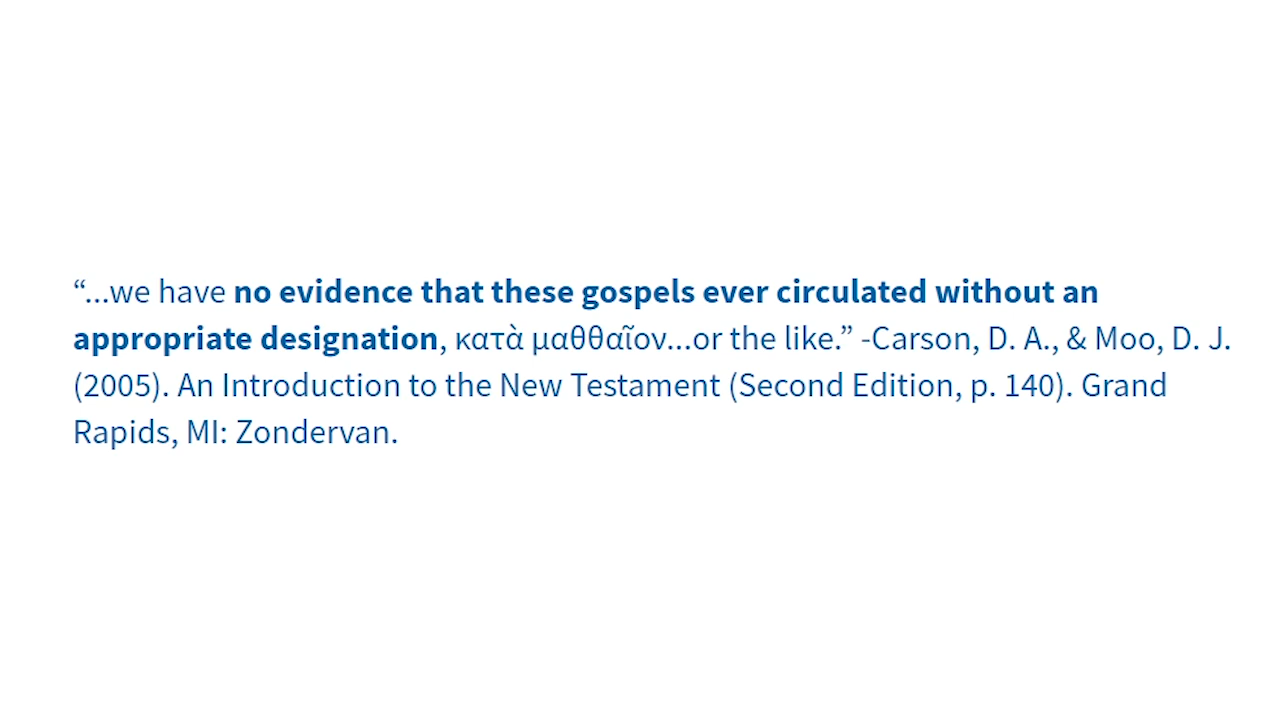 “...we have no evidence that these gospels ever circulated without an
appropriate designation, κατὰ μαθθαῖον...or the like.” -Carson, D. A., & Moo, D. J.
(2005). An Introduction to the New Testament (Second Edition, p. 140). Grand
Rapids, MI: Zondervan.